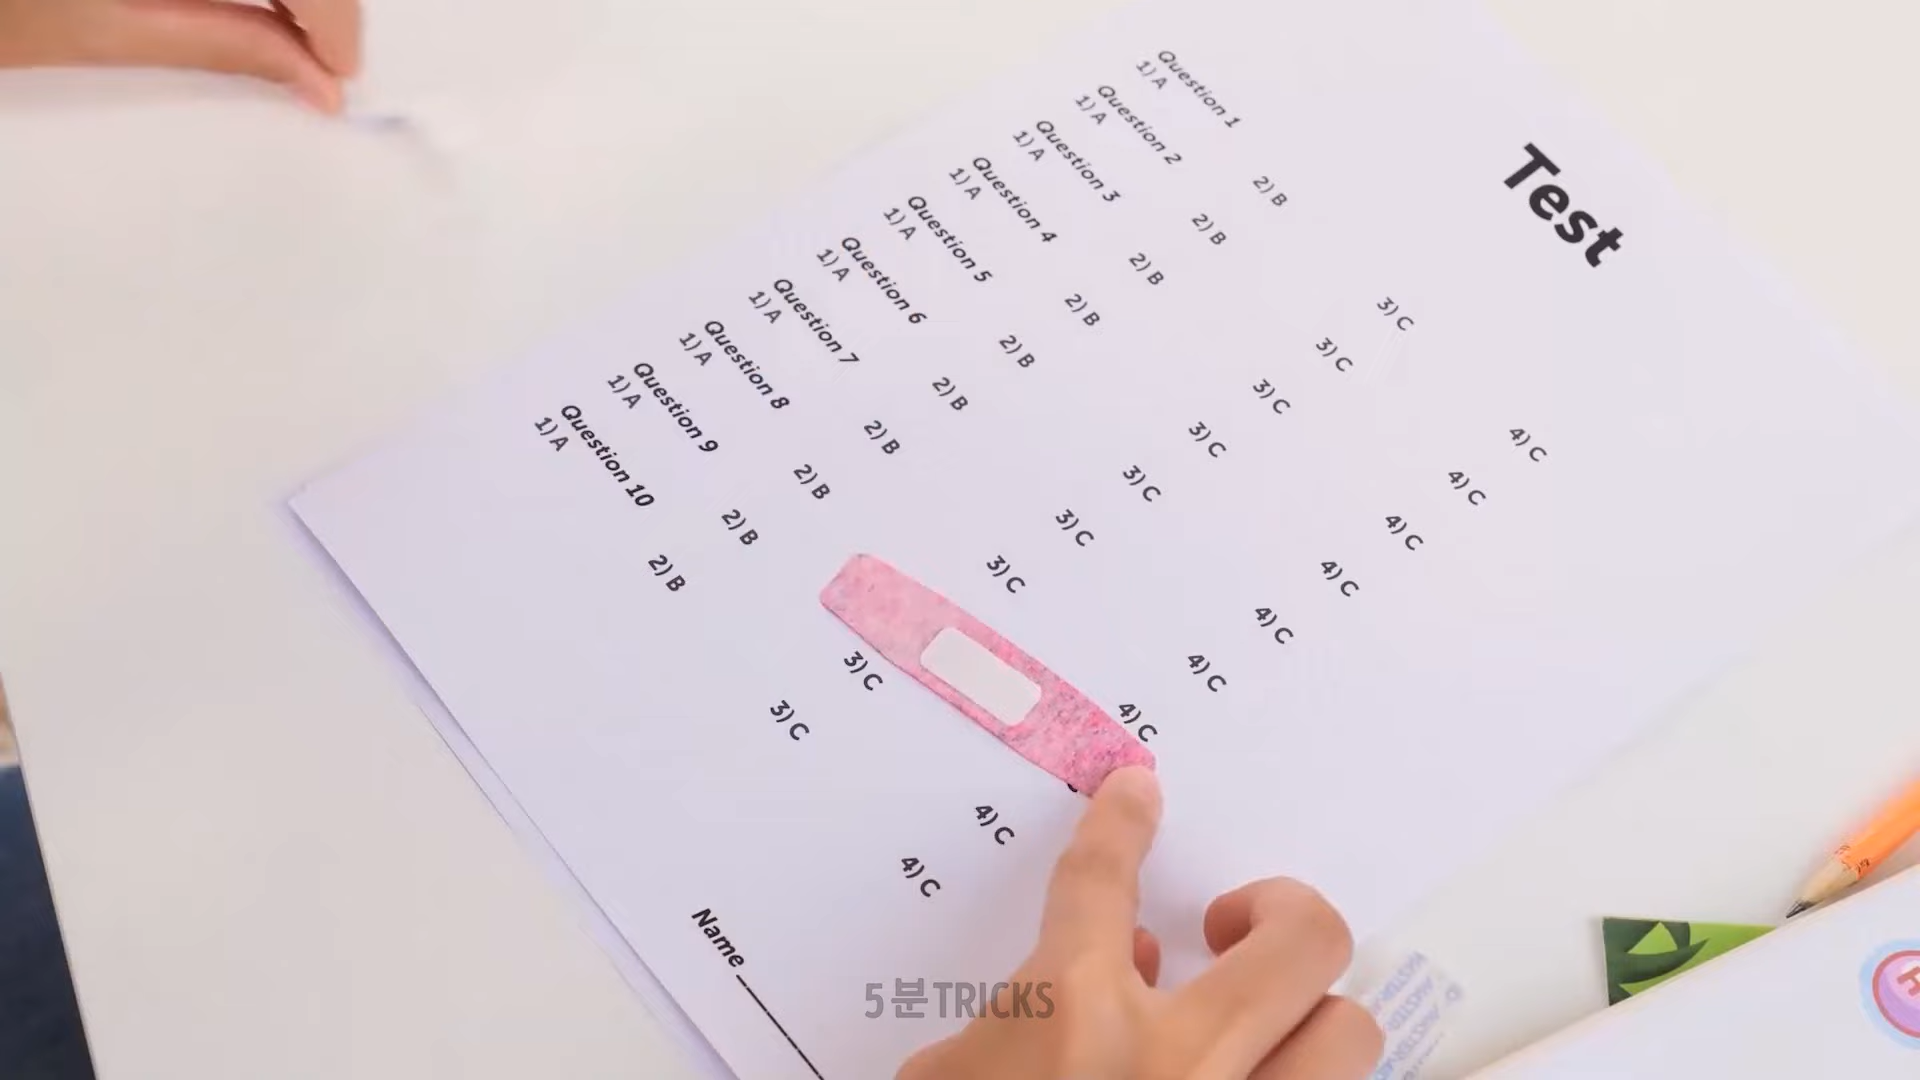 Test
Question 1
1) A 2) B 3) C 4) C
Question 2
1) A 2) B 3) C 4) C
Question 3
1) A 2) B 3) C 4) C
Question 4
1) A 2) B 3) C 4) C
Question 5
1) A 2) B 3) C 4) C
Question 6
1) A 2) B 3) C 4) C
Question 7
1) A 2) B 3) C 4) C
Question 8
1) A 2) B
Question 9
1) A 2) B 3) C 4) C
Question 10
1) A 2) B 3) C 4) C
Name
5분TRICKS